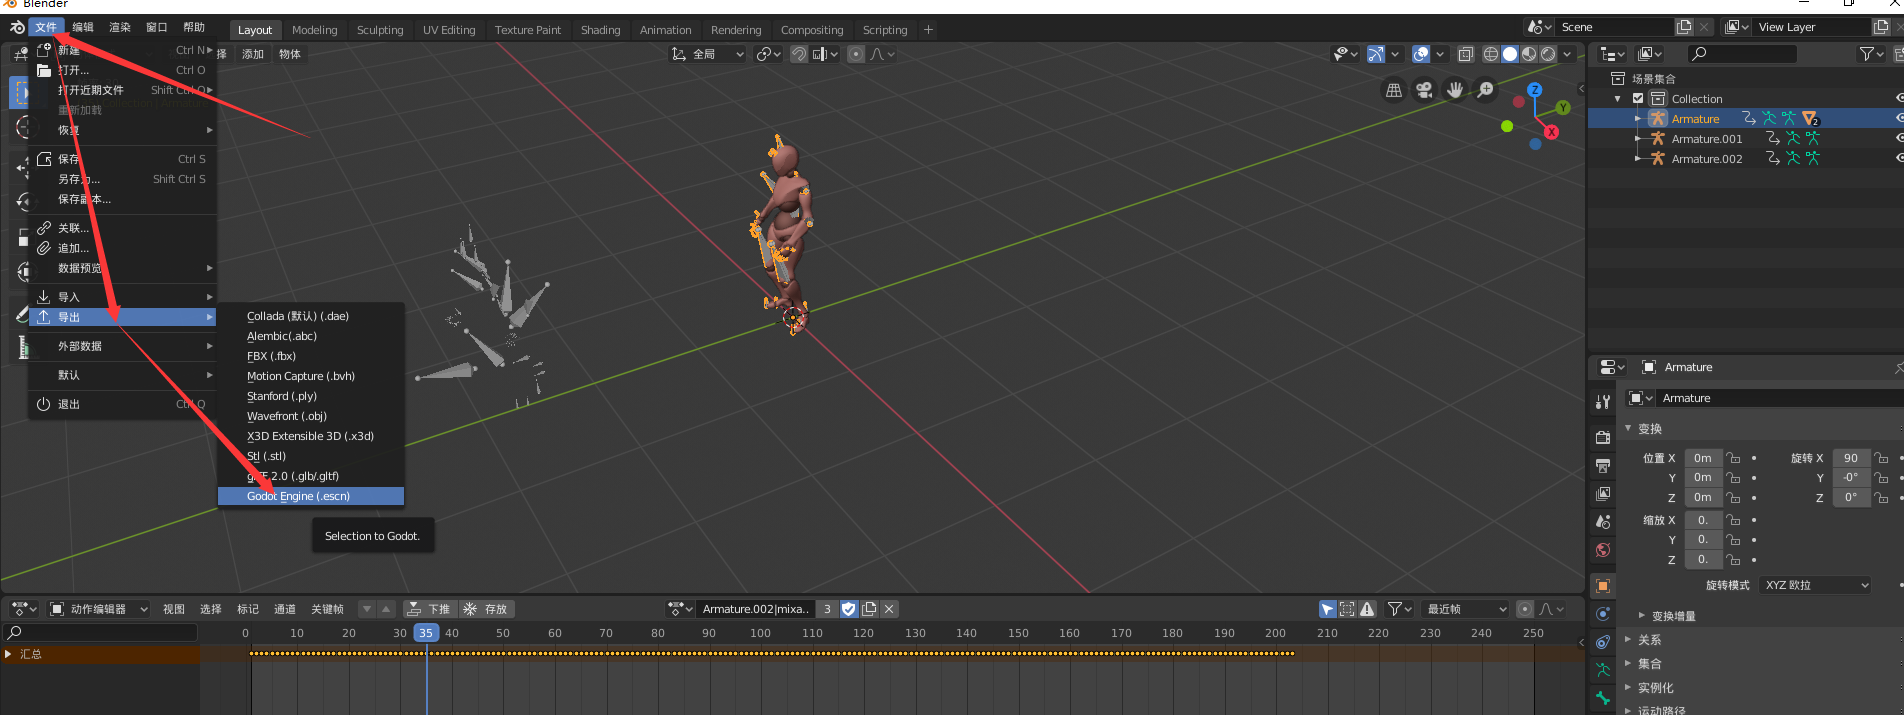 Blender
文件 编辑 渲染 窗口 帮助
Layout Modeling Sculpting UV Editing Texture Paint Shading Animation Rendering Compositing Scripting +
Scene
View Layer
择 添加 物体
全局
新建 Ctrl N
打开... Ctrl O
打开近期文件 Shift Ctrl O
重新加载
恢复
保存 Ctrl S
另存为... Shift Ctrl S
保存副本...
关联...
追加...
数据预览
导入
导出
外部数据
默认
退出 Ctrl Q
Collada (默认) (.dae)
Alembic(.abc)
FBX (.fbx)
Motion Capture (.bvh)
Stanford (.ply)
Wavefront (.obj)
X3D Extensible 3D (.x3d)
Stl (.stl)
glTF 2.0 (.glb/.gltf)
Godot Engine (.escn)
Selection to Godot.
Z
Y
X
场景集合
Collection
Armature 2
Armature.001
Armature.002
Armature
Armature
变换
位置 X 0m 旋转 X 90
Y 0m Y -0°
Z 0m Z 0°
缩放 X 0.
Y 0.
Z 0.
旋转模式 XYZ 欧拉
变换增量
关系
集合
实例化
运动路径
动作编辑器 视图 选择 标记 通道 关键帧 下推 存放 Armature.002|mixa.. 3 最近帧
0 10 20 30 35 40 50 60 70 80 90 100 110 120 130 140 150 160 170 180 190 200 210 220 230 240 250
汇总